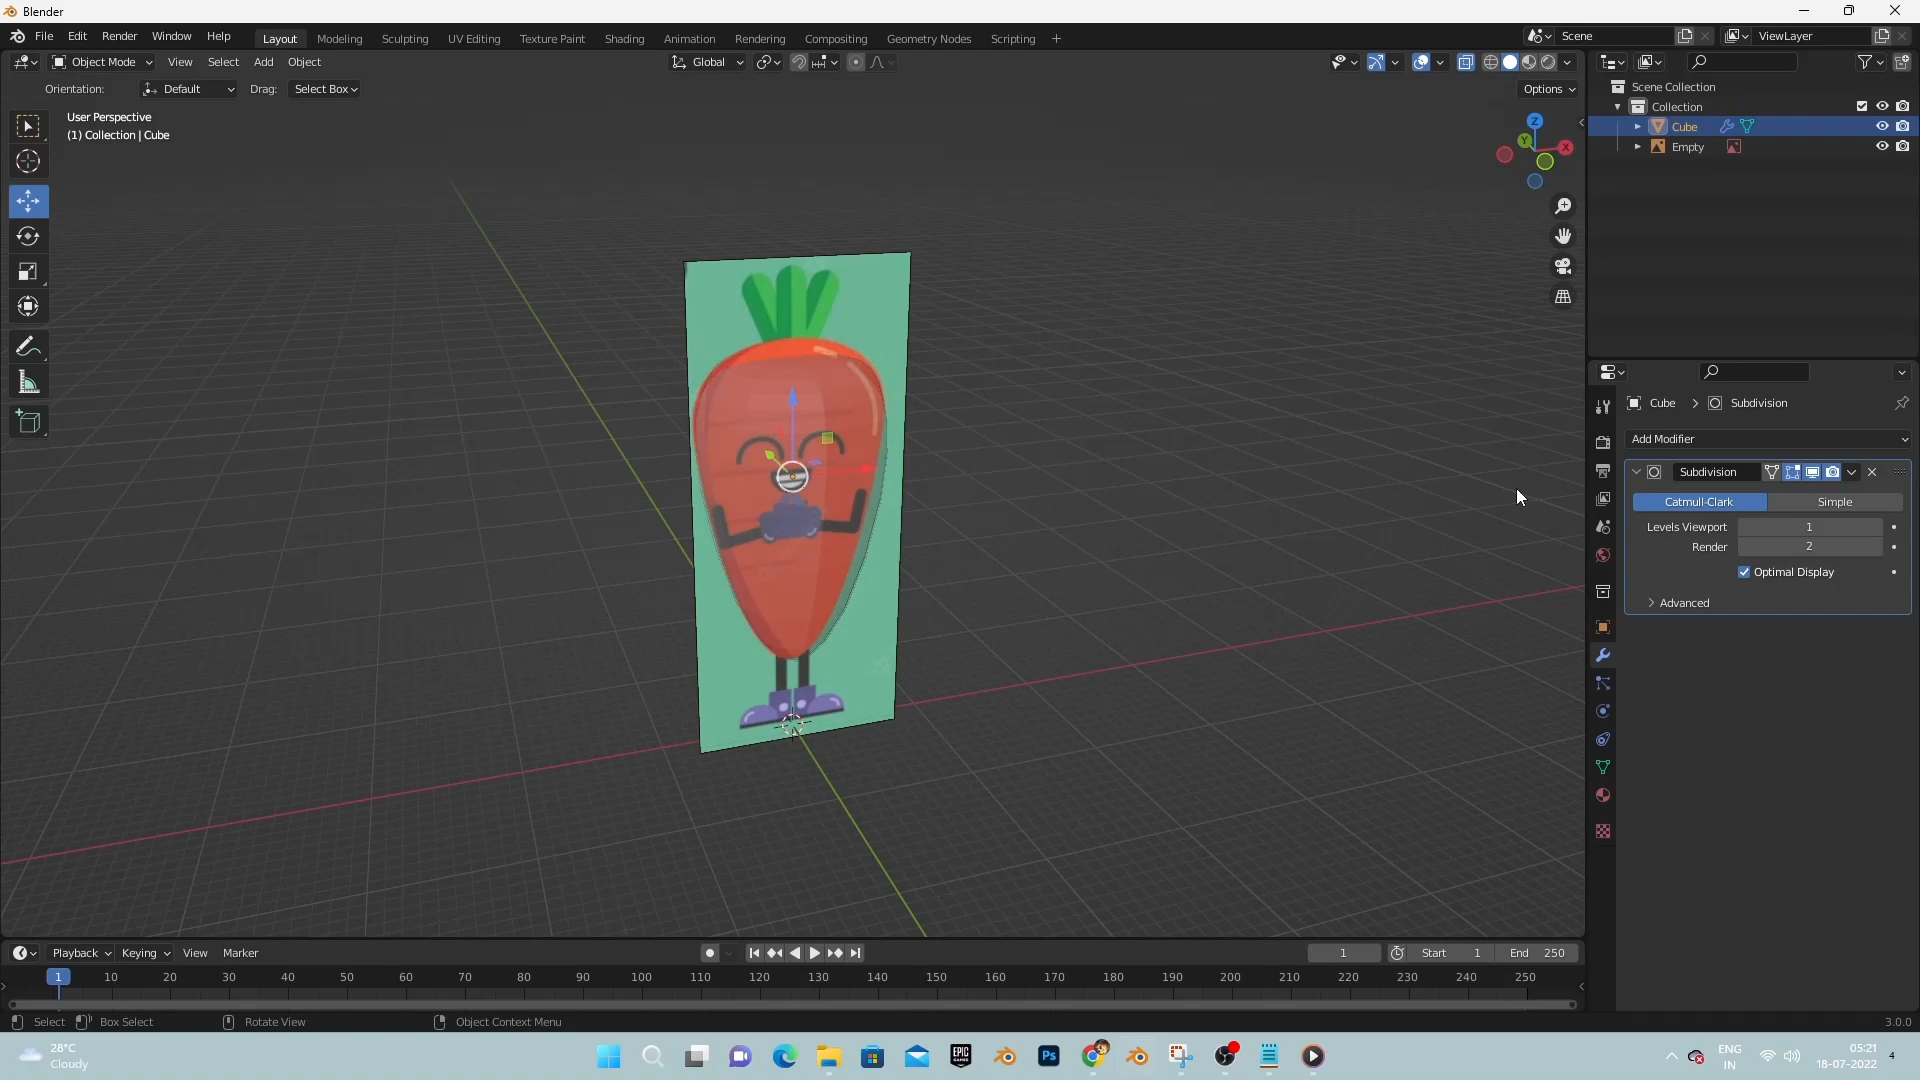 Blender
File Edit Render Window Help Layout Modeling Sculpting UV Editing Texture Paint Shading Animation Rendering Compositing Geometry Nodes Scripting + Scene ViewLayer
Object Mode View Select Add Object Global
Orientation: Default Drag: Select Box Options
User Perspective
(1) Collection | Cube
Z
Y
X
Scene Collection
Collection
Cube
Empty
Cube > Subdivision
Add Modifier
Subdivision
Catmull-Clark Simple
Levels Viewport 1
Render 2
Optimal Display
> Advanced
Playback Keying View Marker 1 Start 1 End 250
1 10 20 30 40 50 60 70 80 90 100 110 120 130 140 150 160 170 180 190 200 210 220 230 240 250
Select Box Select Rotate View Object Context Menu 3.0.0
28°C
Cloudy
EPIC
GAMES
Ps
ENG
IN
05:21
18-07-2022
4